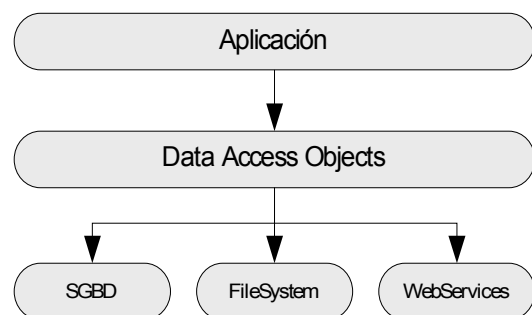 Aplicación
Data Access Objects
SGBD
FileSystem
WebServices